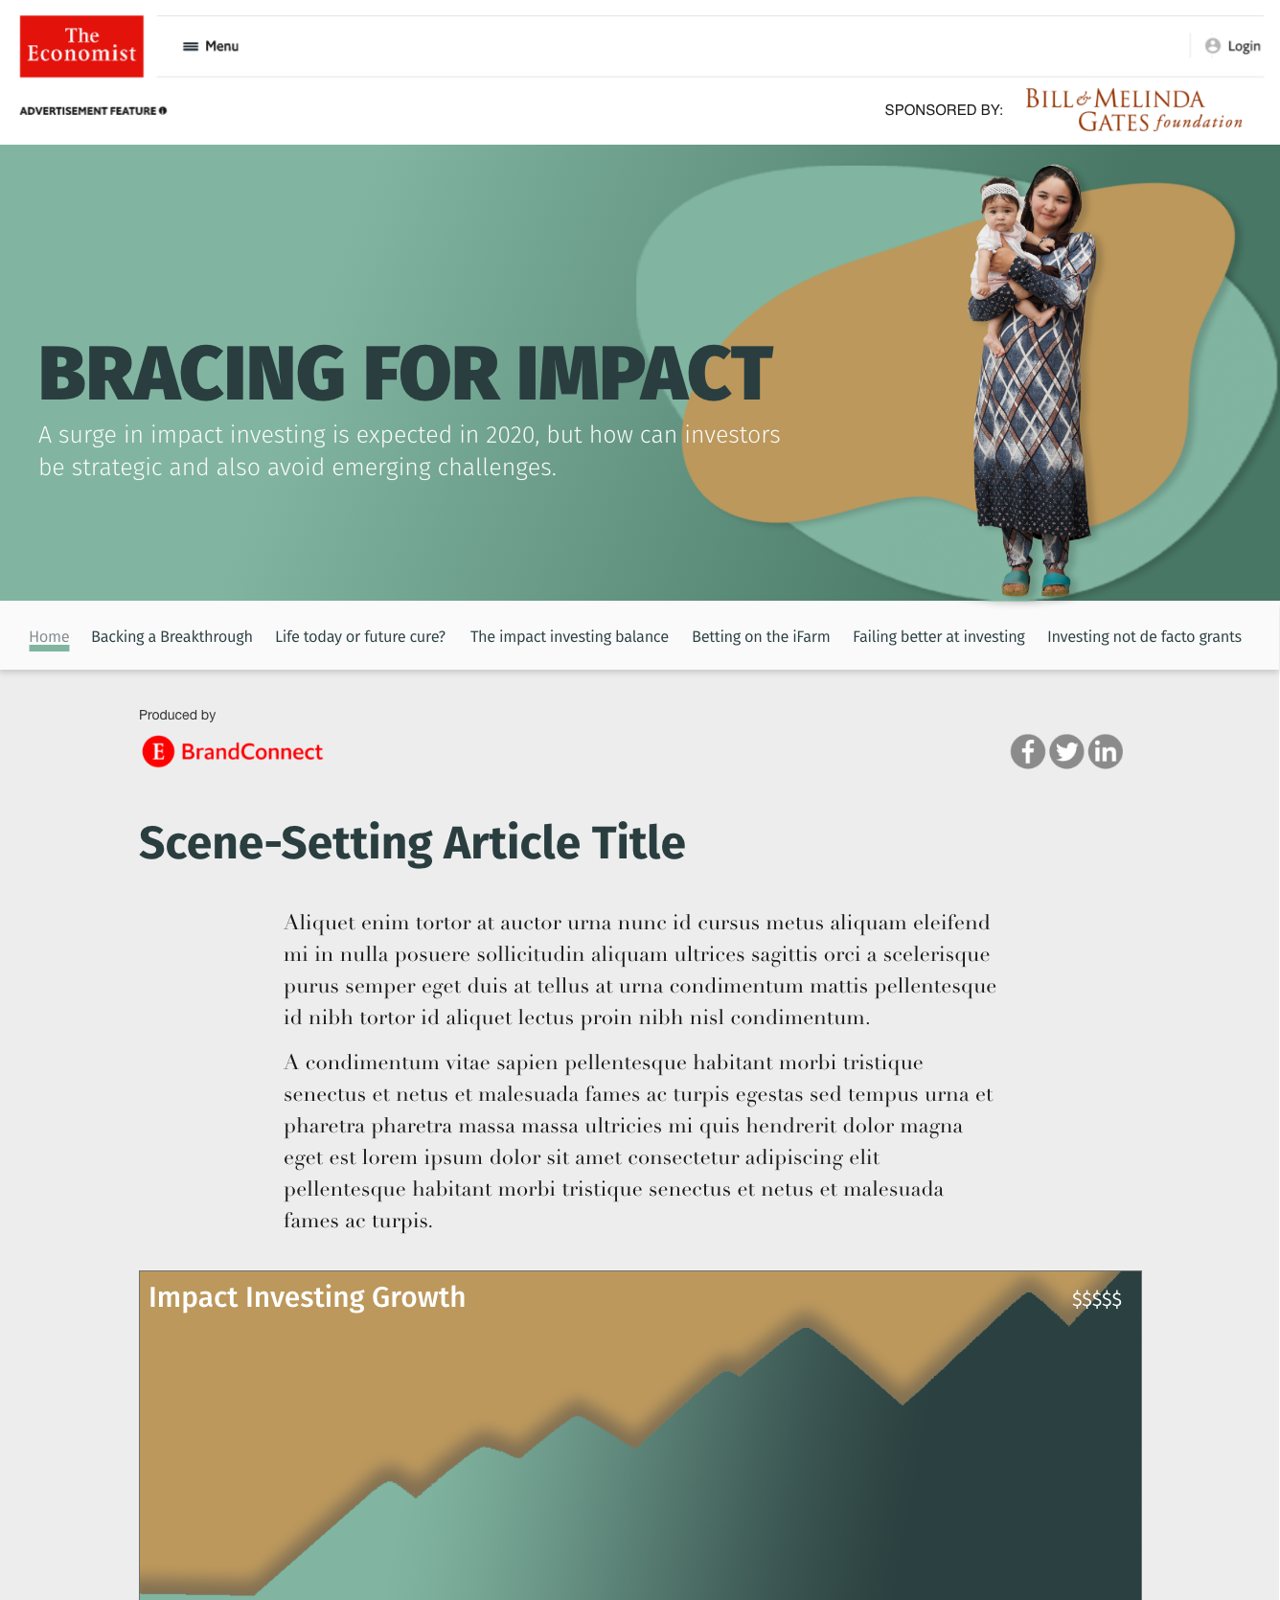 The
Economist
Menu
Login
ADVERTISEMENT FEATURE
SPONSORED BY:
BILL & MELINDA
GATES foundation
BRACING FOR IMPACT
A surge in impact investing is expected in 2020, but how can investors
be strategic and also avoid emerging challenges.
Home Backing a Breakthrough Life today or future cure? The impact investing balance Betting on the iFarm Failing better at investing Investing not de facto grants
Produced by
E BrandConnect
Scene-Setting Article Title
Aliquet enim tortor at auctor urna nunc id cursus metus aliquam eleifend
mi in nulla posuere sollicitudin aliquam ultrices sagittis orci a scelerisque
purus semper eget duis at tellus at urna condimentum mattis pellentesque
id nibh tortor id aliquet lectus proin nibh nisl condimentum.
A condimentum vitae sapien pellentesque habitant morbi tristique
senectus et netus et malesuada fames ac turpis egestas sed tempus urna et
pharetra pharetra massa massa ultricies mi quis hendrerit dolor magna
eget est lorem ipsum dolor sit amet consectetur adipiscing elit
pellentesque habitant morbi tristique senectus et netus et malesuada
fames ac turpis.
Impact Investing Growth
$$$$$